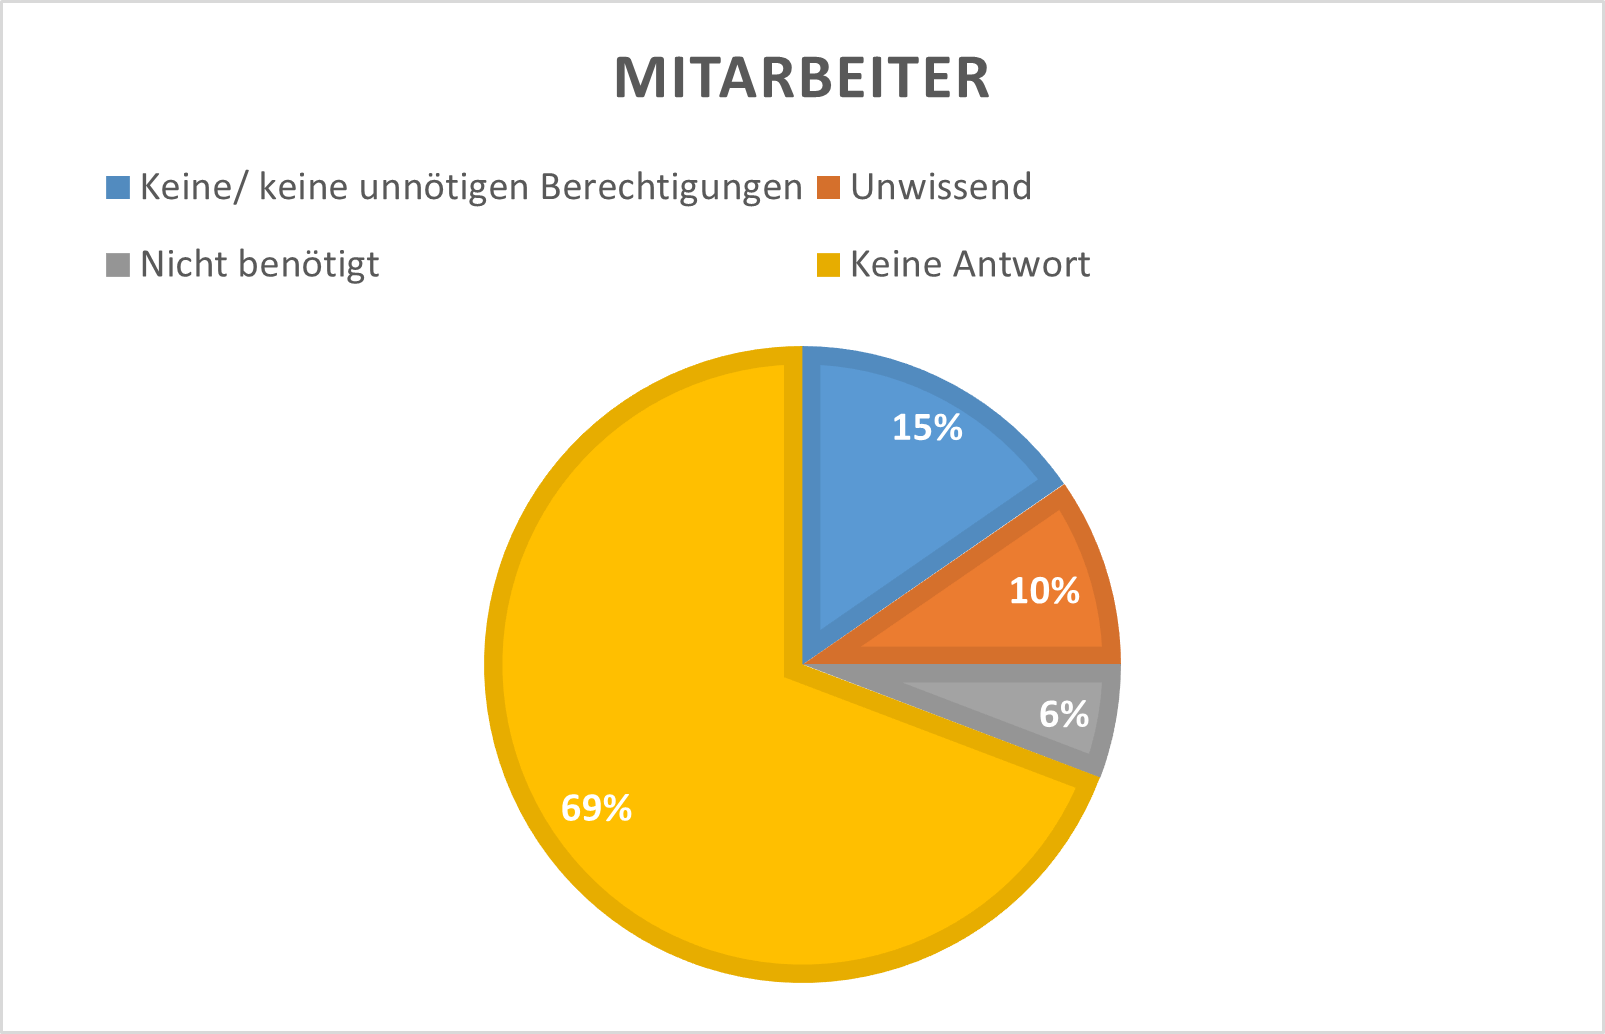 MITARBEITER
Keine/ keine unnötigen Berechtigungen Unwissend
Nicht benötigt Keine Antwort
15%
10%
6%
69%